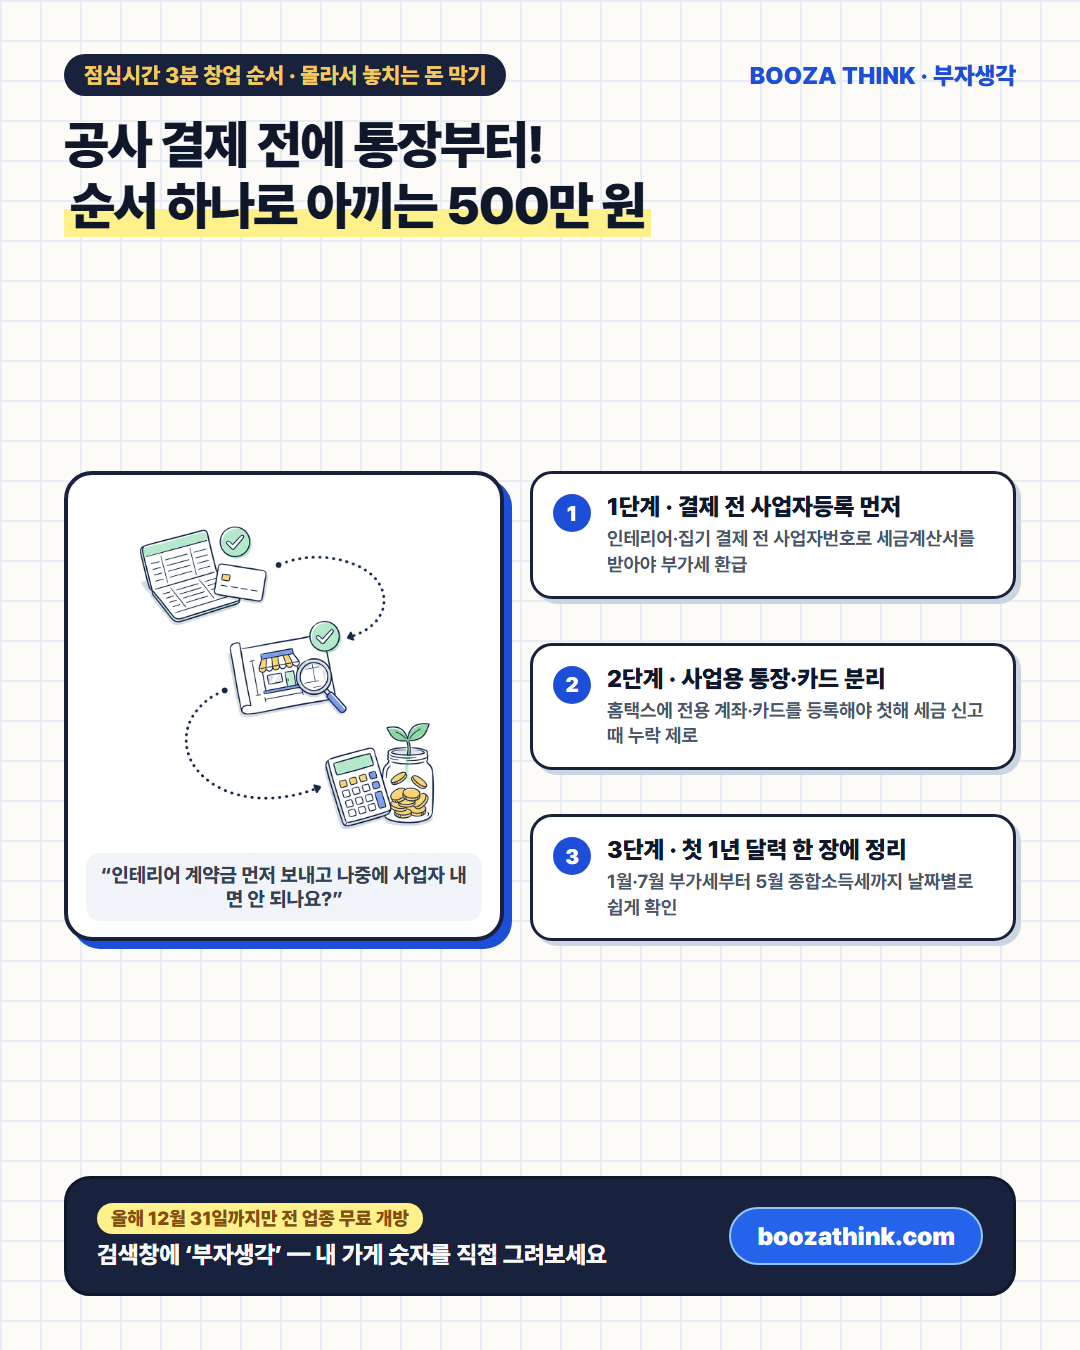 점심시간 3분 창업 순서 · 몰라서 놓치는 돈 막기
BOOZA THINK · 부자생각
공사 결제 전에 통장부터!
순서 하나로 아끼는 500만 원
“인테리어 계약금 먼저 보내고 나중에 사업자 내
면 안 되나요?”
1
1단계 · 결제 전 사업자등록 먼저
인테리어·집기 결제 전 사업자번호로 세금계산서를
받아야 부가세 환급
2
2단계 · 사업용 통장·카드 분리
홈택스에 전용 계좌·카드를 등록해야 첫해 세금 신고
때 누락 제로
3
3단계 · 첫 1년 달력 한 장에 정리
1월·7월 부가세부터 5월 종합소득세까지 날짜별로
쉽게 확인
올해 12월 31일까지만 전 업종 무료 개방
검색창에 ‘부자생각’ — 내 가게 숫자를 직접 그려보세요
boozathink.com